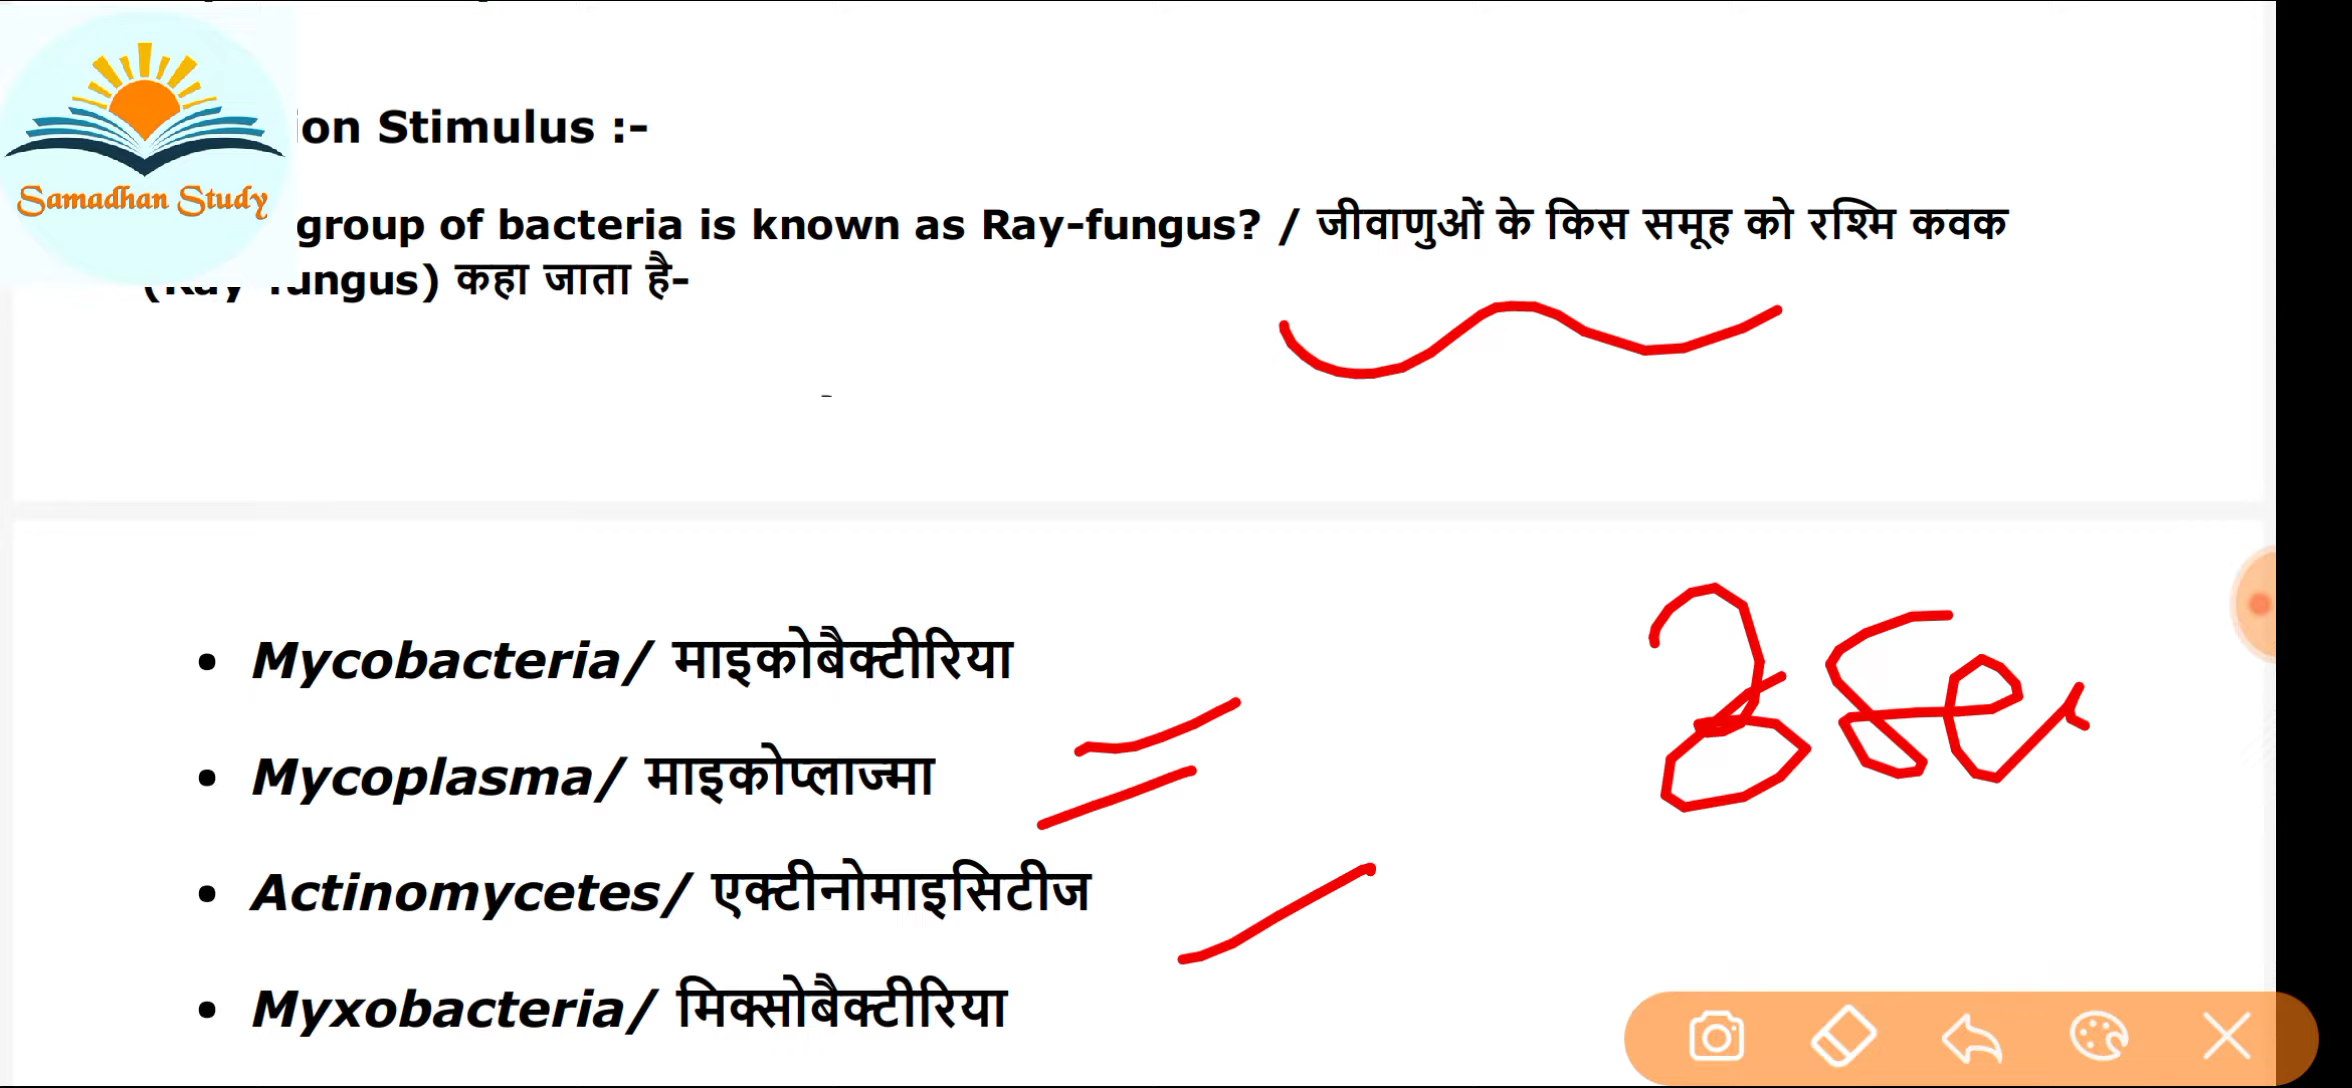 Samadhan Study
ion Stimulus :-
group of bacteria is known as Ray-fungus? / जीवाणुओं के किस समूह को रश्मि कवक
ungus) कहा जाता है-
• Mycobacteria/ माइकोबैक्टीरिया
• Mycoplasma/ माइकोप्लाज्मा
• Actinomycetes/ एक्टीनोमाइसिटीज
• Myxobacteria/ मिक्सोबैक्टीरिया